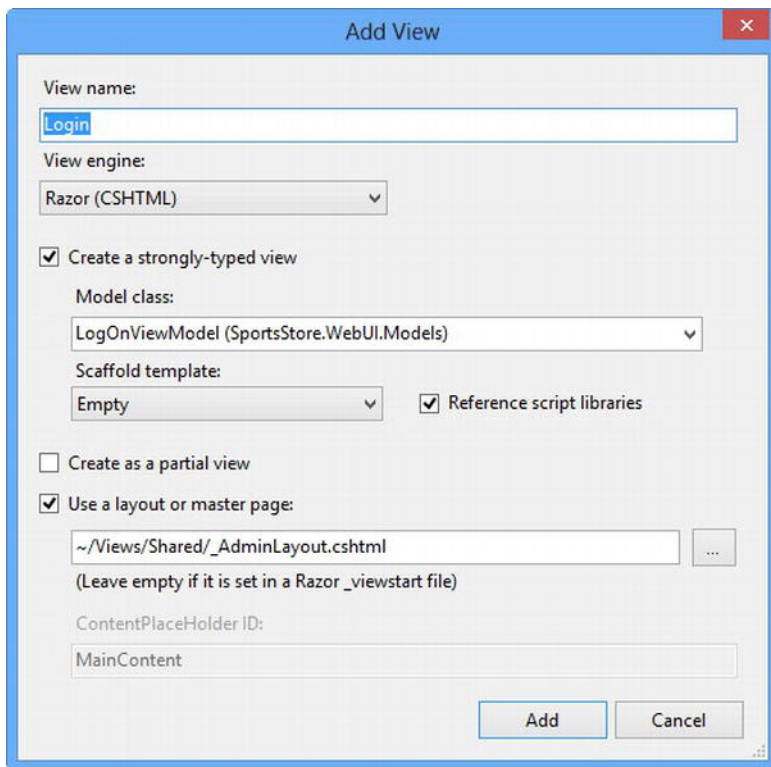 Add View
View name:
Login
View engine:
Razor (CSHTML)
Create a strongly-typed view
Model class:
LogOnViewModel (SportsStore.WebUI.Models)
Scaffold template:
Empty
Reference script libraries
Create as a partial view
Use a layout or master page:
~/Views/Shared/_AdminLayout.cshtml
...
(Leave empty if it is set in a Razor _viewstart file)
ContentPlaceHolder ID:
MainContent
Add
Cancel